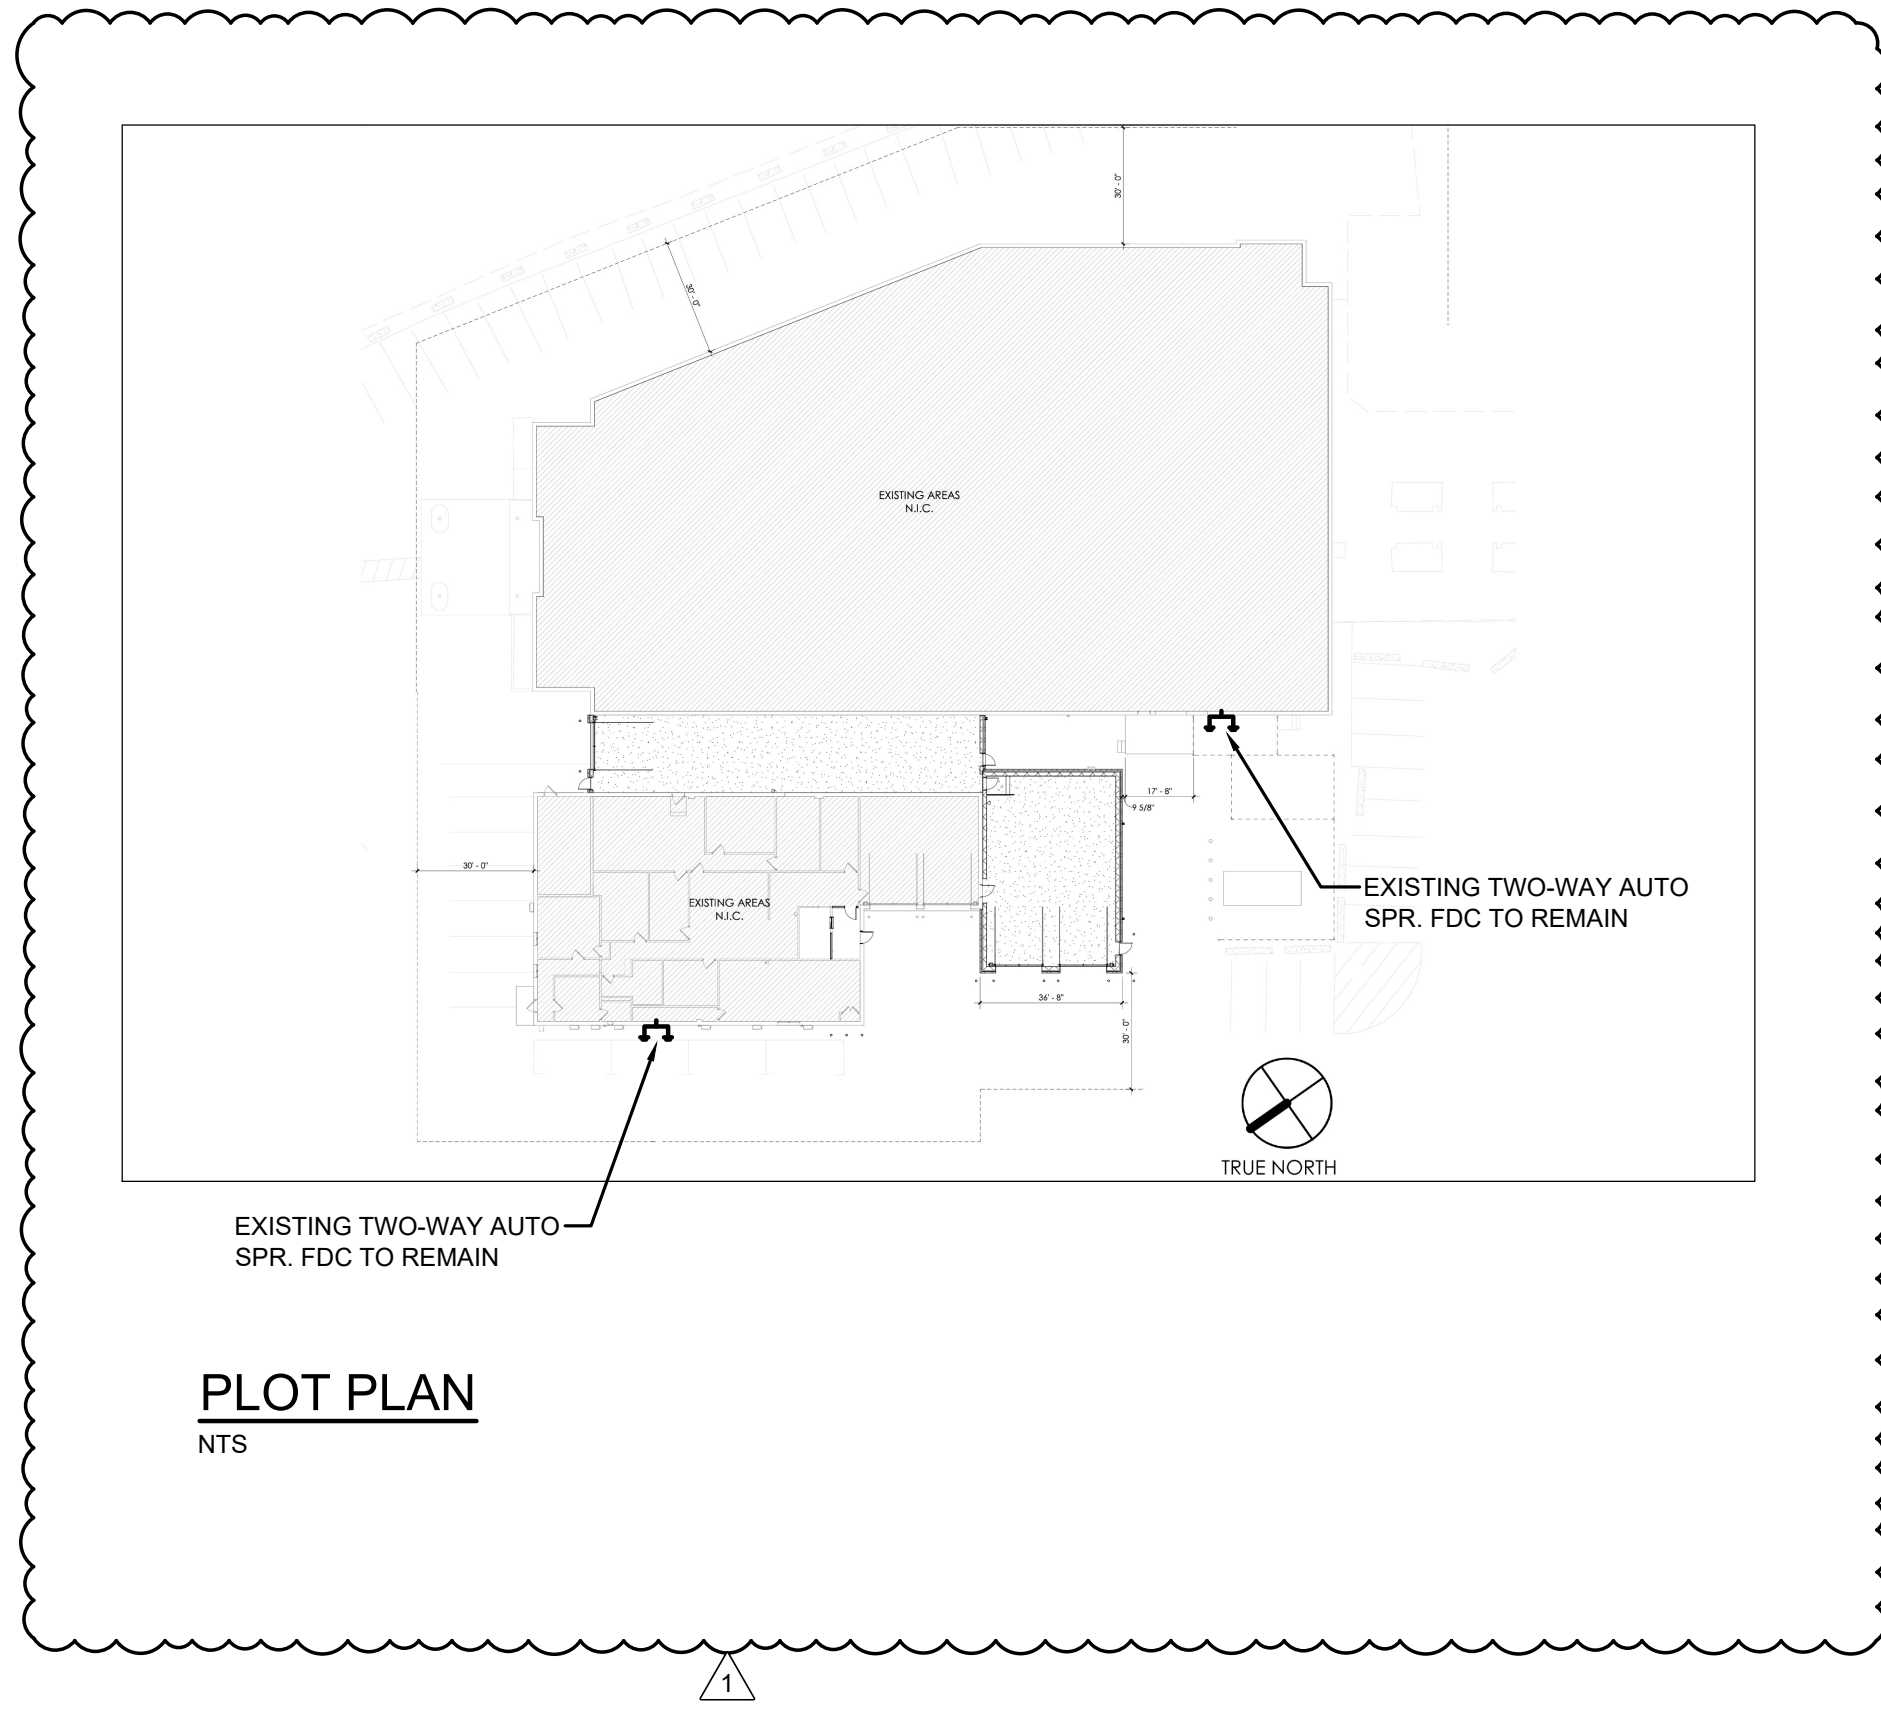 30' - 0"
30' - 0"
EXISTING AREAS
N.I.C.
17' - 8"
9 5/8"
30' - 0"
EXISTING TWO-WAY AUTO
SPR. FDC TO REMAIN
EXISTING AREAS
N.I.C.
36' - 8"
30' - 0"
TRUE NORTH
EXISTING TWO-WAY AUTO
SPR. FDC TO REMAIN
PLOT PLAN
NTS
1